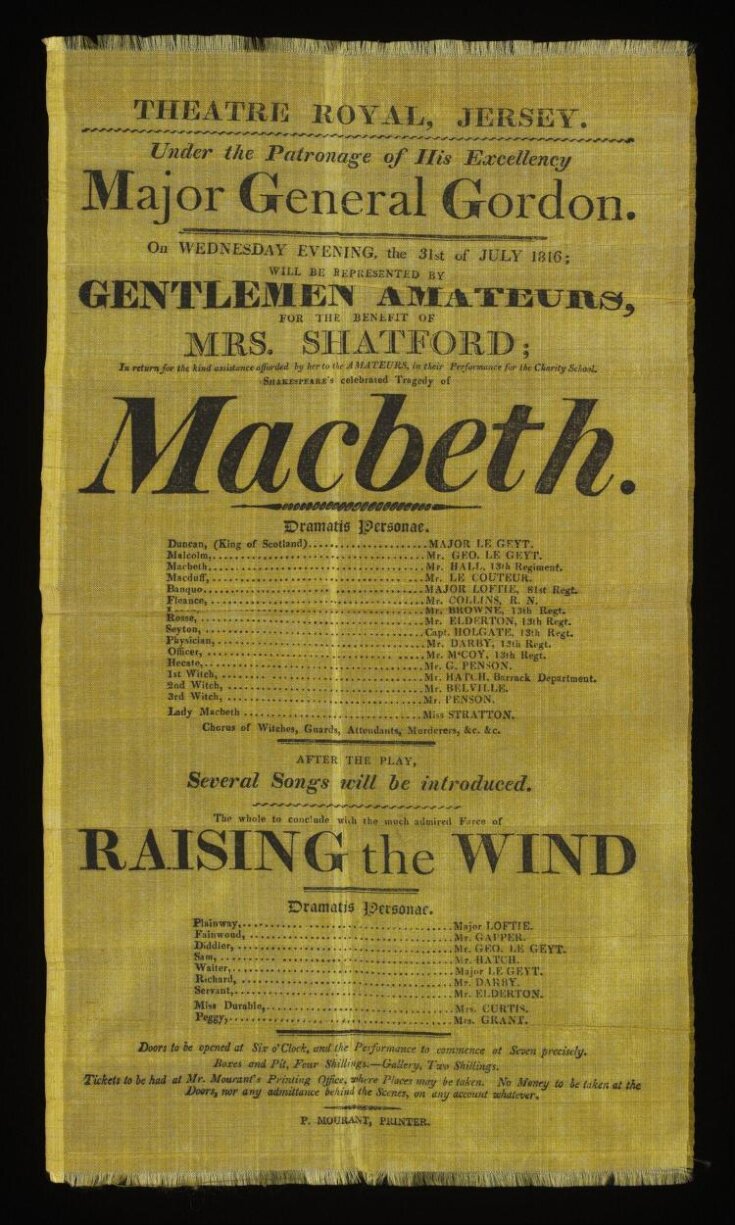 THEATRE ROYAL, JERSEY.
Under the Patronage of His Excellency
Major General Gordon.
On WEDNESDAY EVENING, the 31st of JULY 1816;
WILL BE REPRESENTED BY
GENTLEMEN AMATEURS,
FOR THE BENEFIT OF
MRS. SHATFORD;
In return for the kind assistance afforded by her to the AMATEURS, in their Performance for the Charity School.
SHAKESPEARE's celebrated Tragedy of
Macbeth.
Dramatis Personae.
Duncan, (King of Scotland)....................MAJOR LE GEYT.
Malcolm,....................Mr. GEO. LE GEYT.
Macbeth,....................Mr. HALL, 13th Regiment.
Macduff,....................Mr. LE COUTEUR.
Banquo....................MAJOR LOFTIE, 81st Regt.
Fleance,....................Mr. COLLINS, R. N.
....................Mr. BROWNE, 13th Regt.
Rosse,....................Mr. ELDERTON, 13th Regt.
Seyton,....................Capt. HOLGATE, 13th Regt.
Physician,....................Mr. DARBY, 13th Regt.
Officer,....................Mr. McCOY, 13th Regt.
Hecate,....................Mr. G. PENSON.
1st Witch,....................Mr. HATCH, Barrack Department.
2nd Witch,....................Mr. BELVILLE.
3rd Witch,....................Mr. PENSON.
Lady Macbeth....................Miss STRATTON.
Chorus of Witches, Guards, Attendants, Murderers, &c. &c.
AFTER THE PLAY,
Several Songs will be introduced.
The whole to conclude with the much admired Farce of
RAISING the WIND
Dramatis Personae.
Plainway,....................Major LOFTIE.
Fainwoud,....................Mr. GAPPER.
Diddler,....................Mr. GEO. LE GEYT.
Sam,....................Mr. HATCH.
Waiter,....................Major LE GEYT.
Richard,....................Mr. DARBY.
Servant,....................Mr. ELDERTON.
Miss Durable,....................Mrs. CURTIS.
Peggy,....................Mrs. GRANT.
Doors to be opened at Six o'Clock, and the Performance to commence at Seven precisely.
Boxes and Pit, Four Shillings.—Gallery, Two Shillings.
Tickets to be had at Mr. Mourant's Printing Office, where Places may be taken. No Money to be taken at the
Doors, nor any admittance behind the Scenes, on any account whatever.
P. MOURANT, PRINTER.